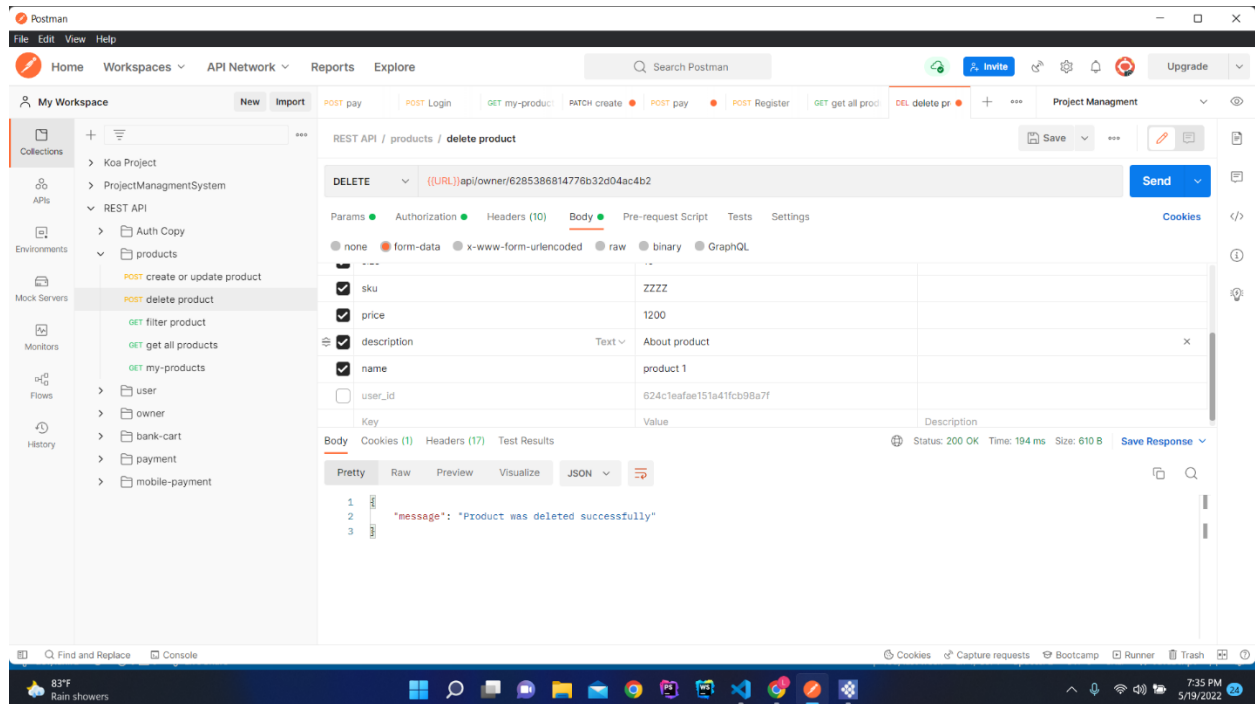 Postman
File Edit View Help
Home Workspaces API Network Reports Explore Search Postman Invite Upgrade
My Workspace New Import POST pay POST Login GET my-product PATCH create POST pay POST Register GET get all prod DEL delete pr Project Managment
Collections
APIs
Environments
Mock Servers
Monitors
Flows
History
Koa Project
ProjectManagmentSystem
REST API
Auth Copy
products
POST create or update product
POST delete product
GET filter product
GET get all products
GET my-products
user
owner
bank-cart
payment
mobile-payment
REST API / products / delete product Save
DELETE {{URL}}api/owner/6285386814776b32d04ac4b2 Send
Params Authorization Headers (10) Body Pre-request Script Tests Settings Cookies
none form-data x-www-form-urlencoded raw binary GraphQL
sku ZZZZ
price 1200
description Text About product
name product 1
user_id 624c1eafae151a41fcb98a7f
Key Value Description
Body Cookies (1) Headers (17) Test Results Status: 200 OK Time: 194 ms Size: 610 B Save Response
Pretty Raw Preview Visualize JSON
1 {
2 "message": "Product was deleted successfully"
3 }
Find and Replace Console Cookies Capture requests Bootcamp Runner Trash
83°F
Rain showers
PS WS
7:35 PM
5/19/2022 24